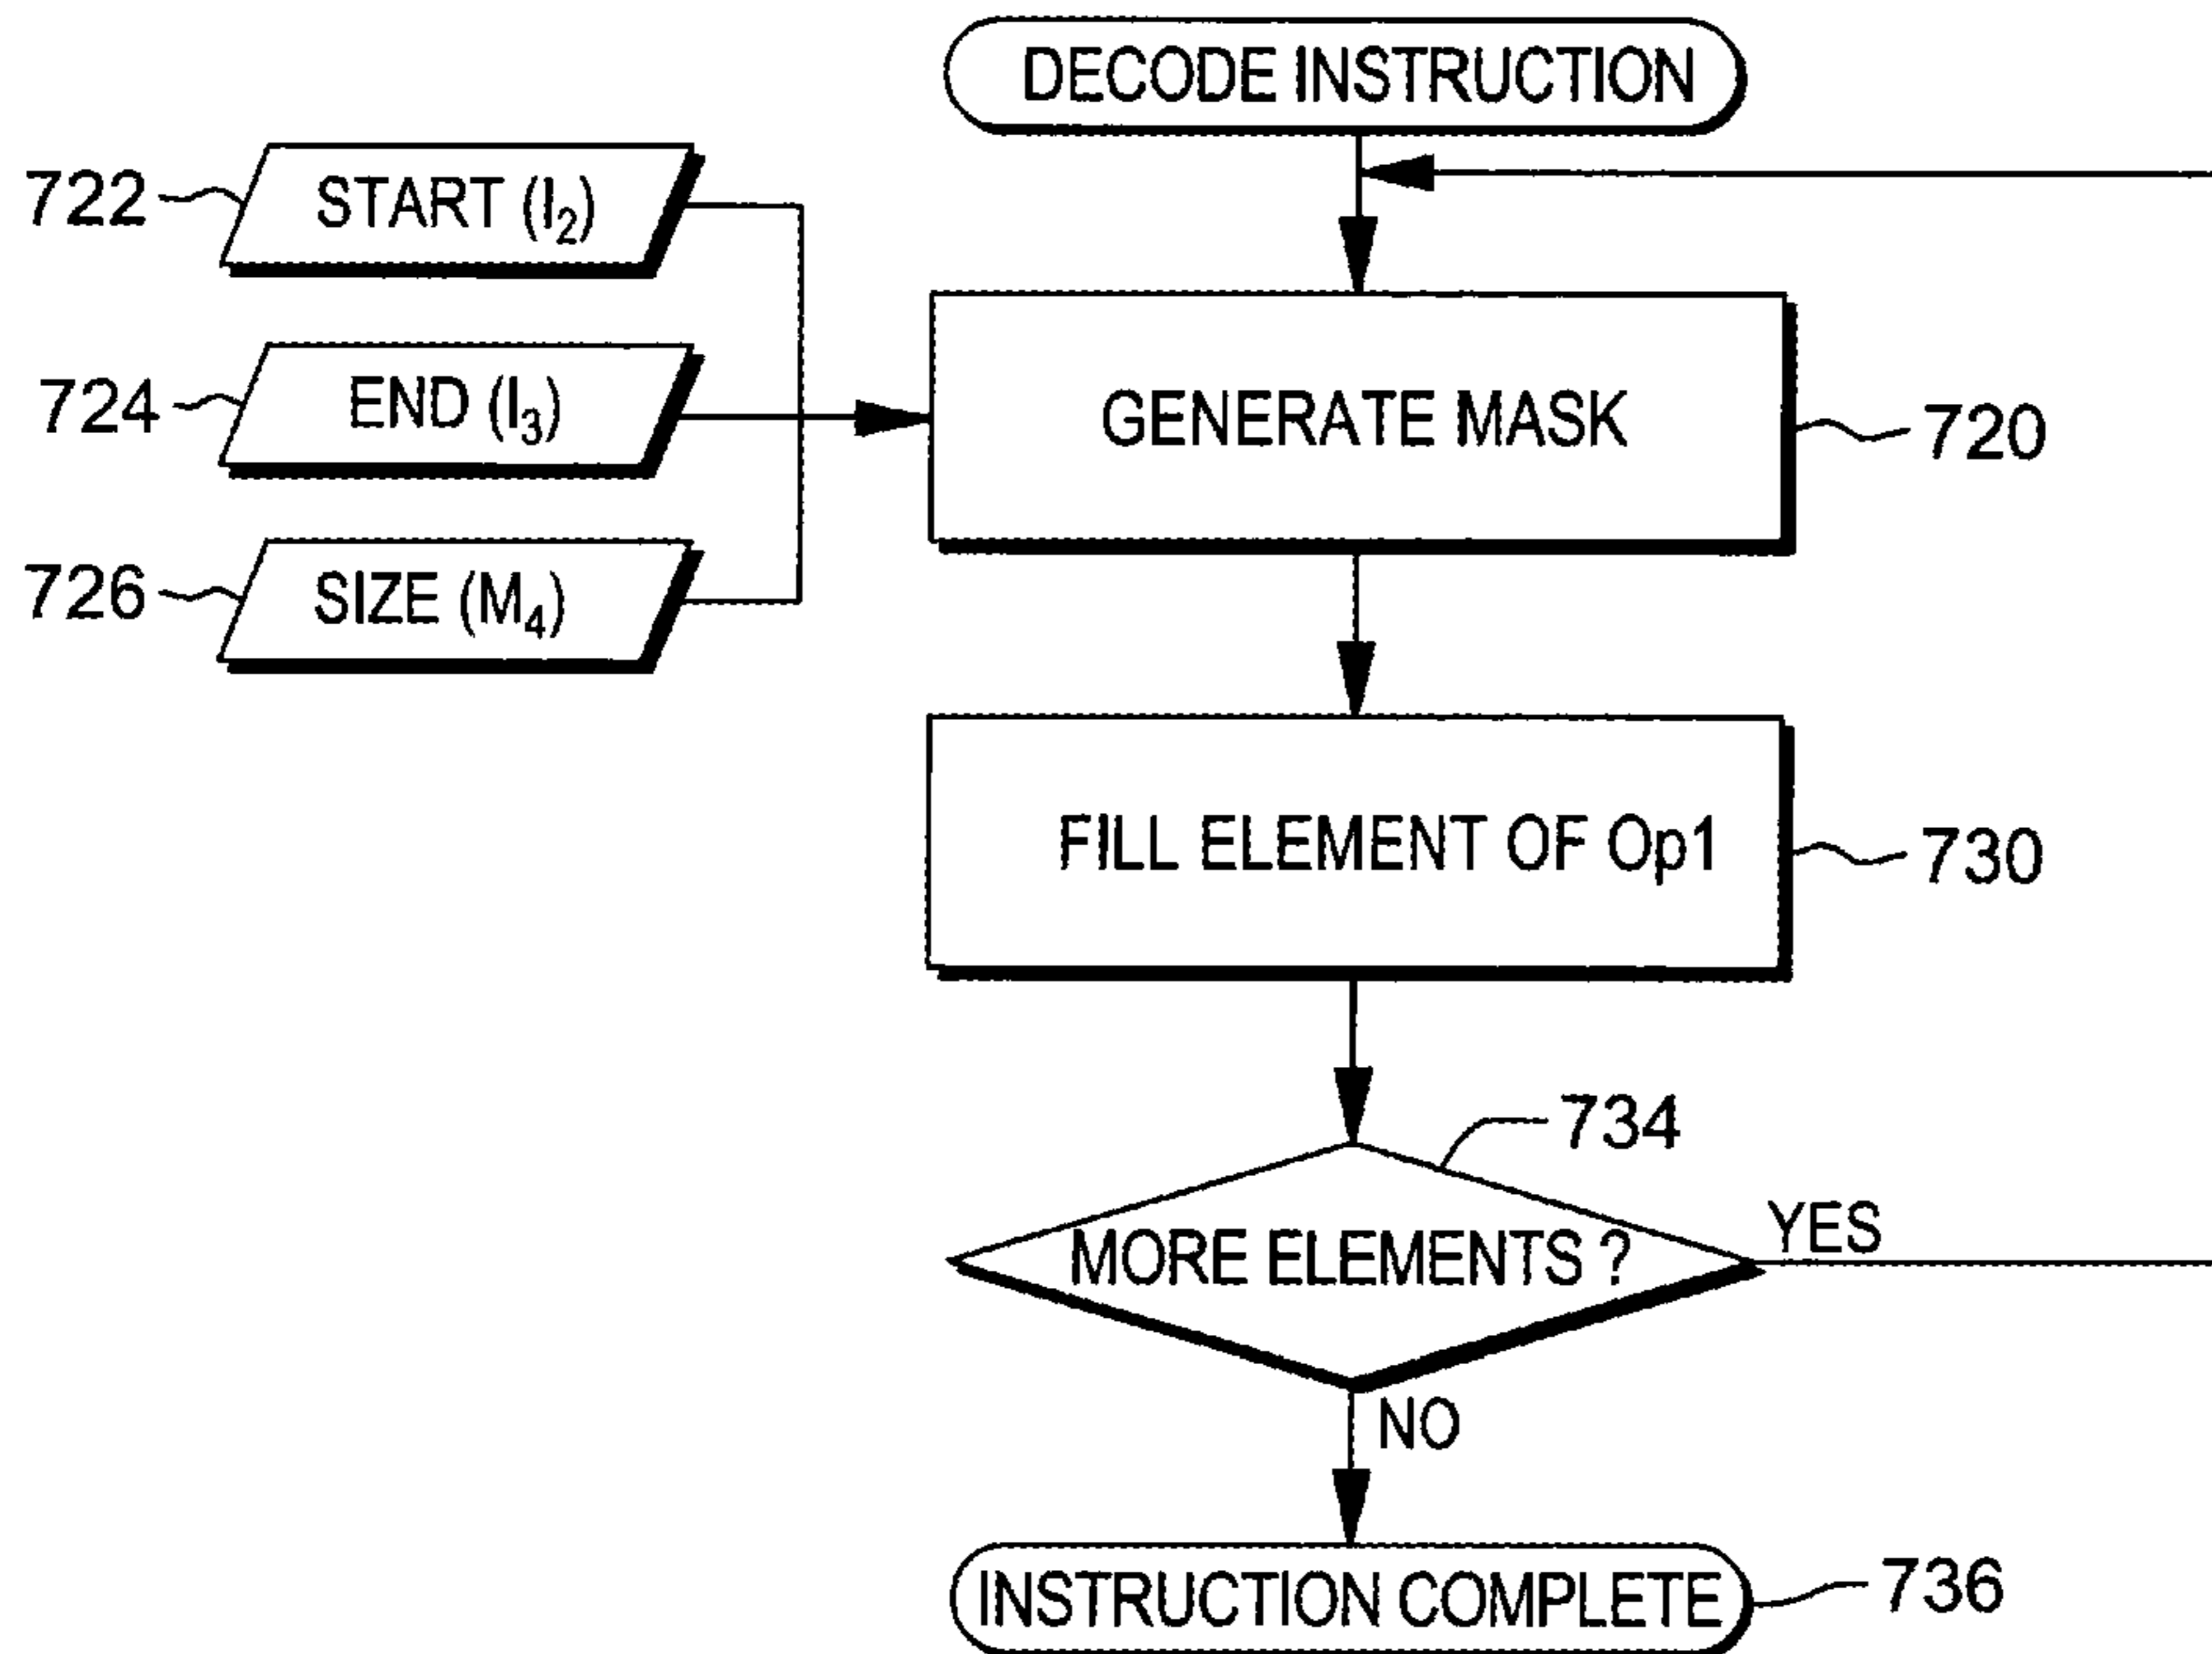 DECODE INSTRUCTION
722 START (I₂)
724 END (I₃)
726 SIZE (M₄)
GENERATE MASK 720
FILL ELEMENT OF Op1 730
734
MORE ELEMENTS ? YES
NO
INSTRUCTION COMPLETE 736